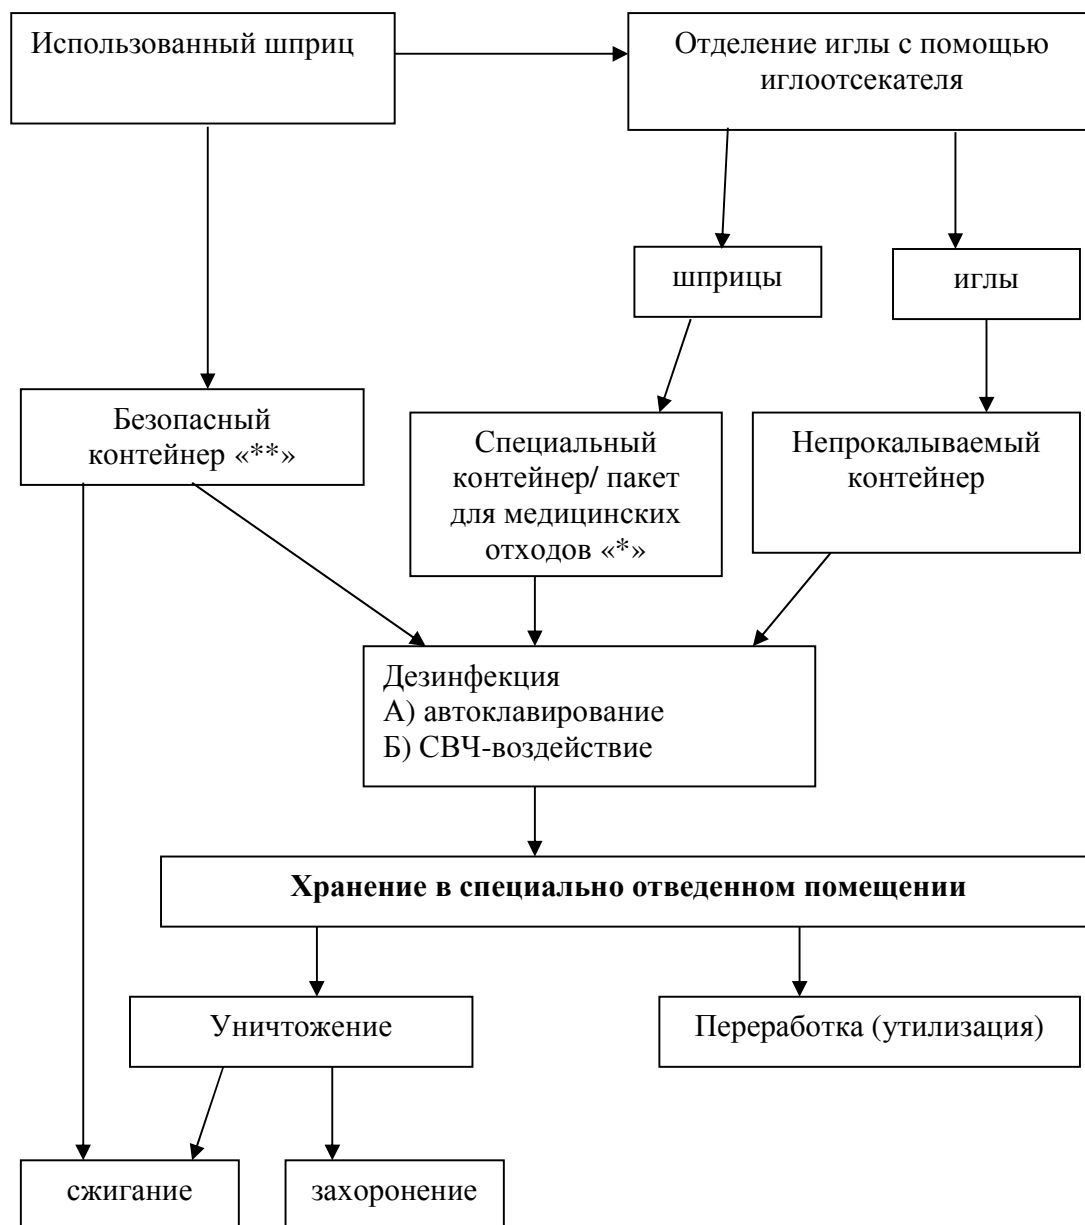 Использованный шприц
Отделение иглы с помощью
иглоотсекателя
шприцы
иглы
Безопасный
контейнер «**»
Специальный
контейнер/ пакет
для медицинских
отходов «*»
Непрокалываемый
контейнер
Дезинфекция
А) автоклавирование
Б) СВЧ-воздействие
Хранение в специально отведенном помещении
Уничтожение
Переработка (утилизация)
сжигание
захоронение